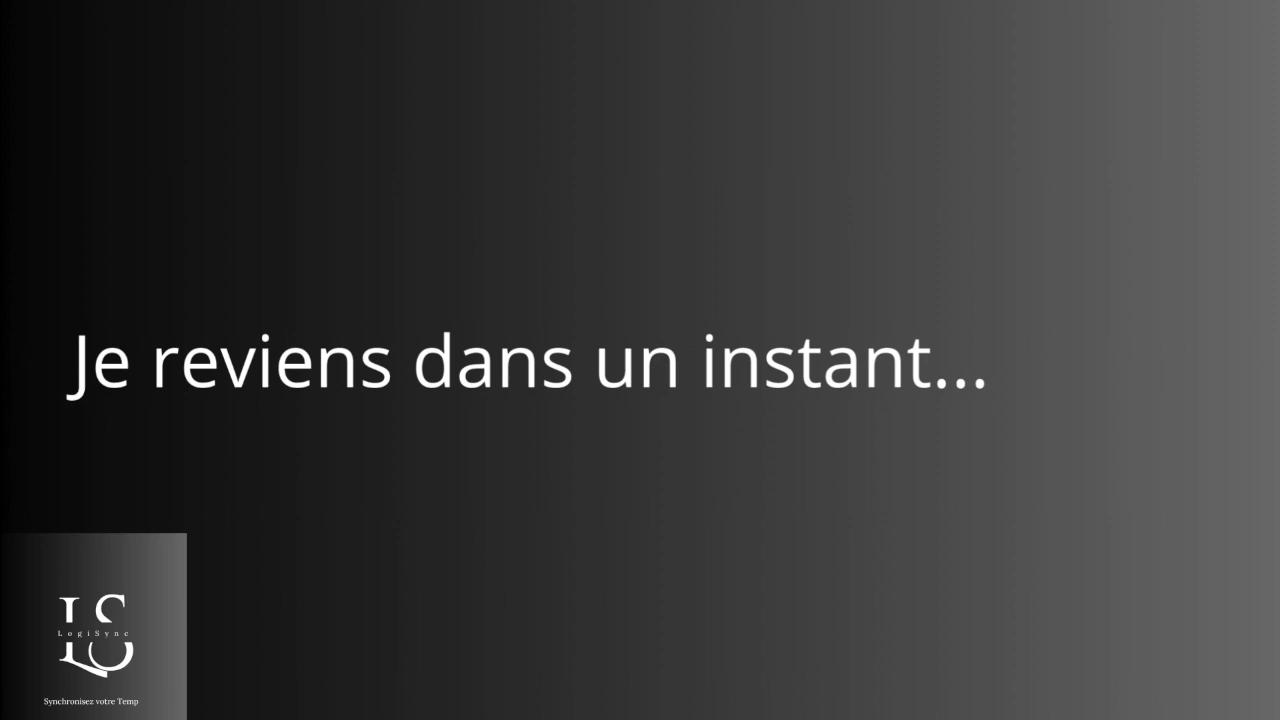 Je reviens dans un instant...
LS
LogiSync
Synchronisez votre Temp